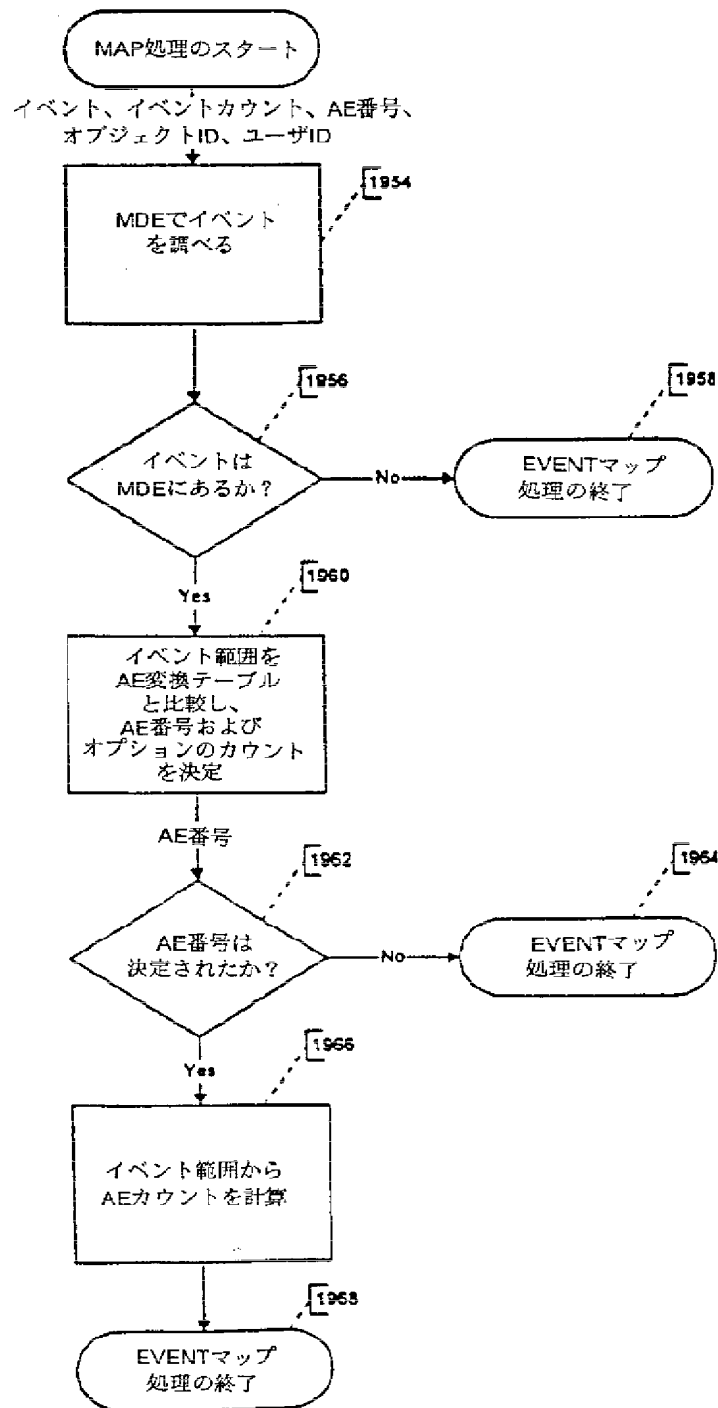 MAP処理のスタート
イベント、イベントカウント、AE番号、
オブジェクトID、ユーザID
1954
MDEでイベント
を調べる
1956
1958
イベントは
MDEにあるか?
No
EVENTマップ
処理の終了
Yes
1960
イベント範囲を
AE変換テーブル
と比較し、
AE番号および
オプションのカウント
を決定
AE番号
1962
1964
AE番号は
決定されたか?
No
EVENTマップ
処理の終了
Yes
1966
イベント範囲から
AEカウントを計算
1968
EVENTマップ
処理の終了